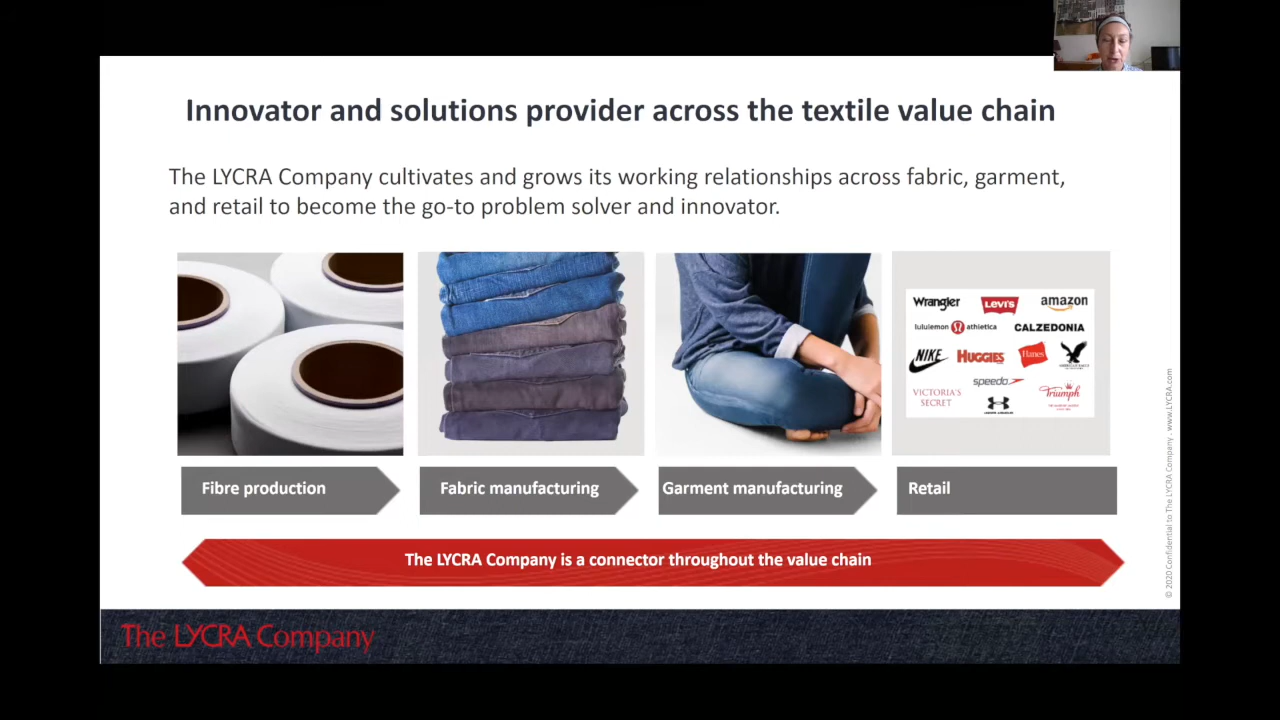 Innovator and solutions provider across the textile value chain
The LYCRA Company cultivates and grows its working relationships across fabric, garment,
and retail to become the go-to problem solver and innovator.
Wrangler
LEVI'S
amazon
lululemon athletica
CALZEDONIA
NIKE
HUGGIES
Hanes
speedo
VICTORIA'S
SECRET
UNDER ARMOUR
Triumph
Fibre production
Fabric manufacturing
Garment manufacturing
Retail
The LYCRA Company is a connector throughout the value chain
The LYCRA Company
© 2020 Confidential to The LYCRA Company - www.LYCRA.com